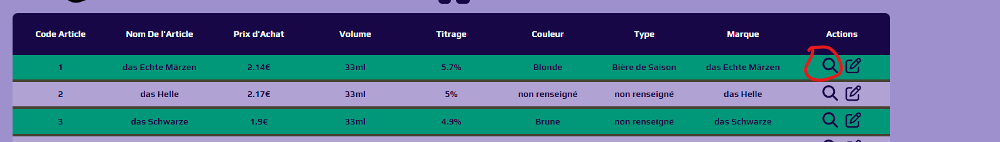 Code Article Nom De l'Article Prix d'Achat Volume Titrage Couleur Type Marque Actions
1 das Echte Märzen 2.14€ 33ml 5.7% Blonde Bière de Saison das Echte Märzen
2 das Helle 2.17€ 33ml 5% non renseigné non renseigné das Helle
3 das Schwarze 1.9€ 33ml 4.9% Brune non renseigné das Schwarze